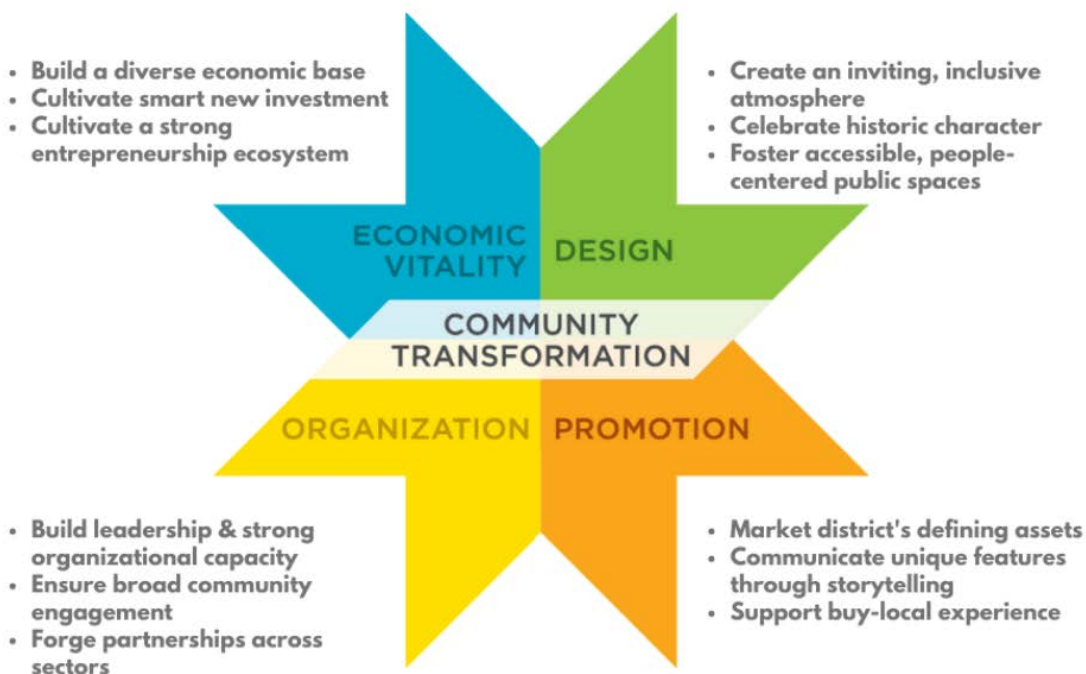 • Build a diverse economic base
• Cultivate smart new investment
• Cultivate a strong
entrepreneurship ecosystem
• Create an inviting, inclusive
atmosphere
• Celebrate historic character
• Foster accessible, people-
centered public spaces
ECONOMIC
VITALITY
DESIGN
COMMUNITY
TRANSFORMATION
ORGANIZATION
PROMOTION
• Build leadership & strong
organizational capacity
• Ensure broad community
engagement
• Forge partnerships across
sectors
• Market district's defining assets
• Communicate unique features
through storytelling
• Support buy-local experience